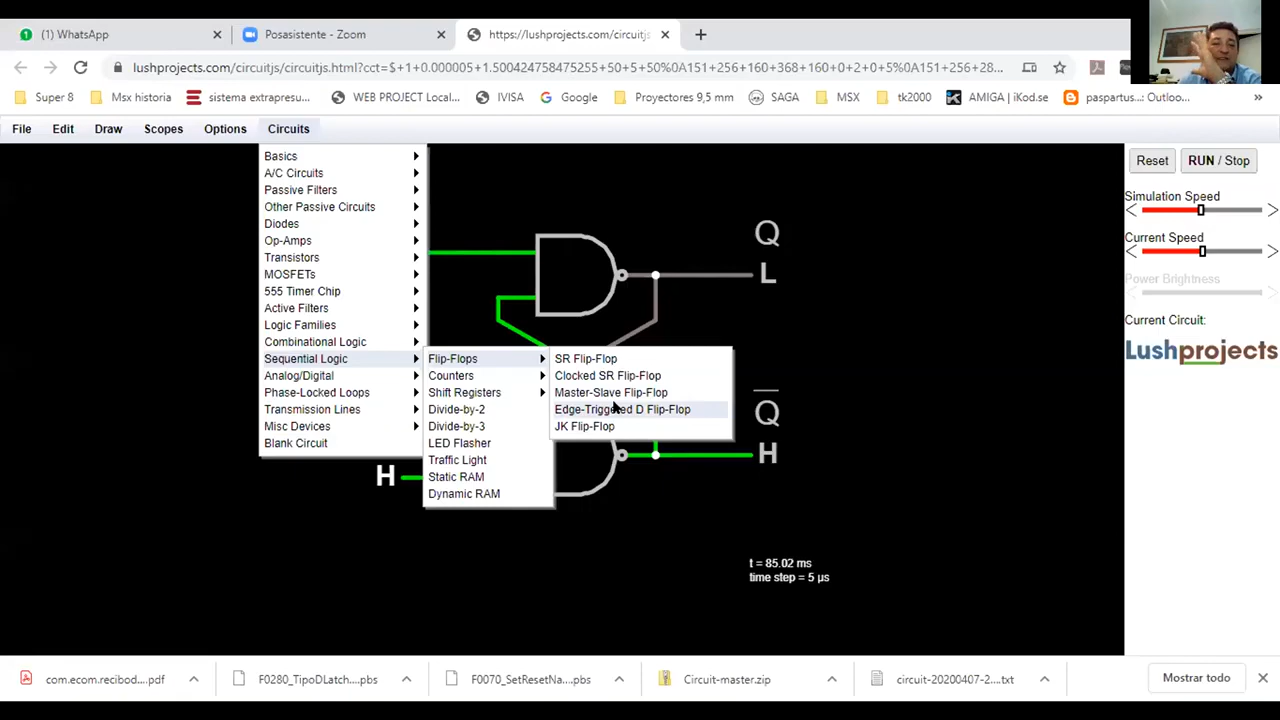 (1) WhatsApp
Posasistente - Zoom
https://lushprojects.com/circuitjs
lushprojects.com/circuitjs/circuitjs.html?cct=$+1+0.000005+1.500444758475255+50+5+50%0A151+256+160+368+160+0+2+0+5%0A151+256+28...
Super 8
Msx historia
sistema extrapresu...
WEB PROJECT Local...
IVISA
Google
Proyectores 9,5 mm
SAGA
MSX
tk2000
AMIGA | iKod.se
paspartus...: Outloo...
»
File
Edit
Draw
Scopes
Options
Circuits
Basics
A/C Circuits
Passive Filters
Other Passive Circuits
Diodes
Op-Amps
Transistors
MOSFETs
555 Timer Chip
Active Filters
Logic Families
Combinational Logic
Sequential Logic
Analog/Digital
Phase-Locked Loops
Transmission Lines
Misc Devices
Blank Circuit
Flip-Flops
Counters
Shift Registers
Divide-by-2
Divide-by-3
LED Flasher
Traffic Light
Static RAM
Dynamic RAM
SR Flip-Flop
Clocked SR Flip-Flop
Master-Slave Flip-Flop
Edge-Triggered D Flip-Flop
JK Flip-Flop
Q
L
Q
H
H
t = 85.02 ms
time step = 5 µs
Reset
RUN / Stop
Simulation Speed
Current Speed
Power Brightness
Current Circuit:
Lushprojects
com.ecom.recibod...pdf
F0280_TipoDLatch....pbs
F0070_SetResetNa....pbs
Circuit-master.zip
circuit-20200407-2....txt
Mostrar todo